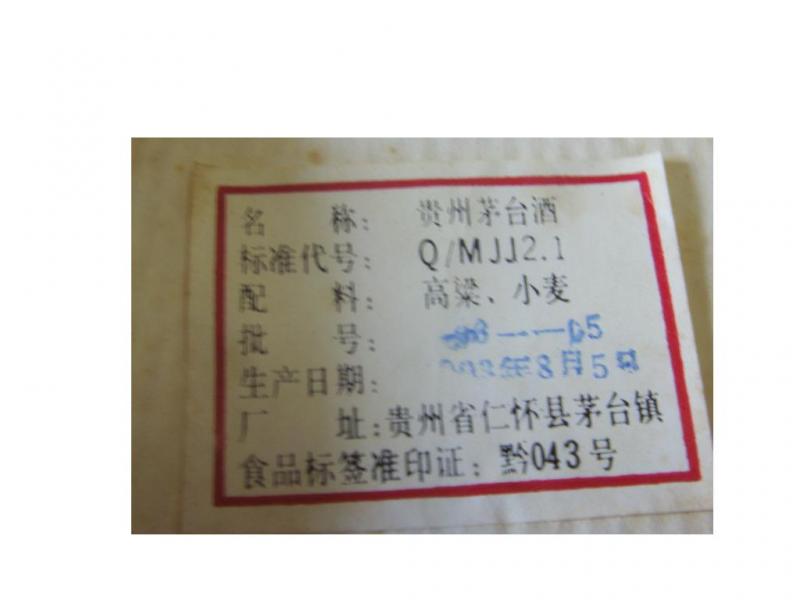 名 称: 贵州茅台酒
标准代号: Q/MJJ2.1
配 料: 高粱、小麦
批 号:
生产日期: 年8月5号
厂 址:贵州省仁怀县茅台镇
食品标签准印证: 黔043号